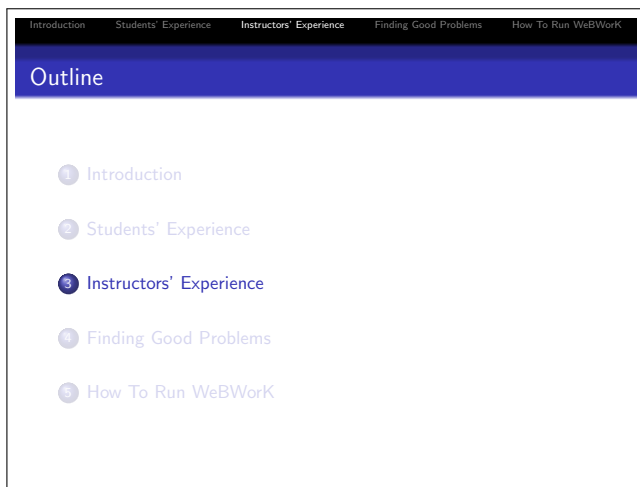 Introduction Students' Experience Instructors' Experience Finding Good Problems How To Run WeBWorK
Outline
1 Introduction
2 Students' Experience
3 Instructors' Experience
4 Finding Good Problems
5 How To Run WeBWorK